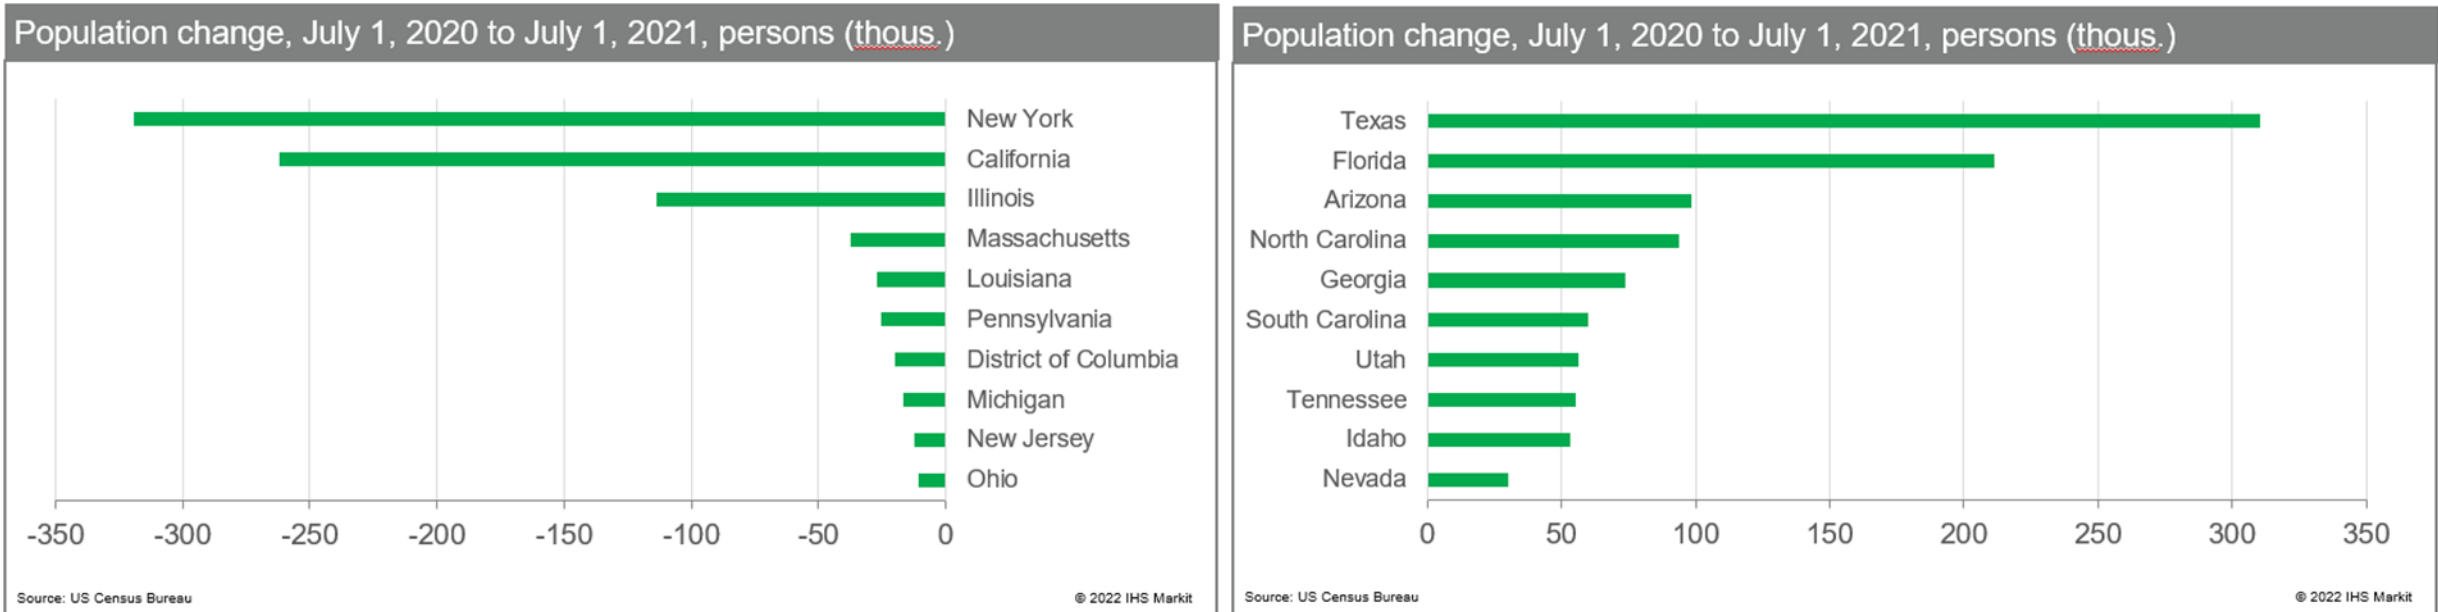 Population change, July 1, 2020 to July 1, 2021, persons (thous.)
New York
California
Illinois
Massachusetts
Louisiana
Pennsylvania
District of Columbia
Michigan
New Jersey
Ohio
-350 -300 -250 -200 -150 -100 -50 0
Source: US Census Bureau © 2022 IHS Markit
Population change, July 1, 2020 to July 1, 2021, persons (thous.)
Texas
Florida
Arizona
North Carolina
Georgia
South Carolina
Utah
Tennessee
Idaho
Nevada
0 50 100 150 200 250 300 350
Source: US Census Bureau © 2022 IHS Markit